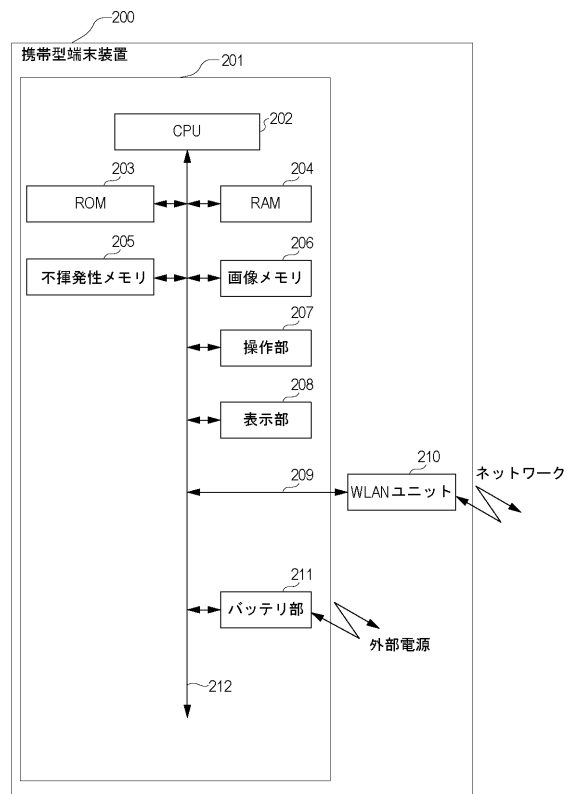 200
携帯型端末装置
201
202
CPU
203
ROM
204
RAM
205
不揮発性メモリ
206
画像メモリ
207
操作部
208
表示部
209
210
WLANユニット
ネットワーク
211
バッテリ部
外部電源
212